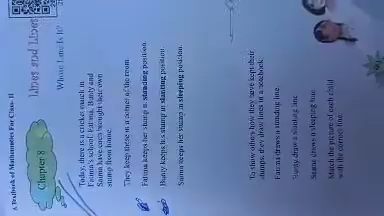 A Textbook of Mathematics For Class- II
Chapter 8
Lines and Lines
Whose Line Is It?
Today, there is a cricket match in
Fatima's school. Fatima, Bunty and
Sauna have each brought their own
stump from home.
They keep these in a corner of the room.
Fatima keeps her stump in standing position.
Bunty keeps his stump in slanting position.
Sauna keeps her stump in sleeping position.
To show others how they have kept their
stumps, they draw lines in a notebook.
Fatima draws a standing line.
Bunty draws a slanting line.
Sauna draws a sleeping line.
Match the picture of each child
with the correct line.